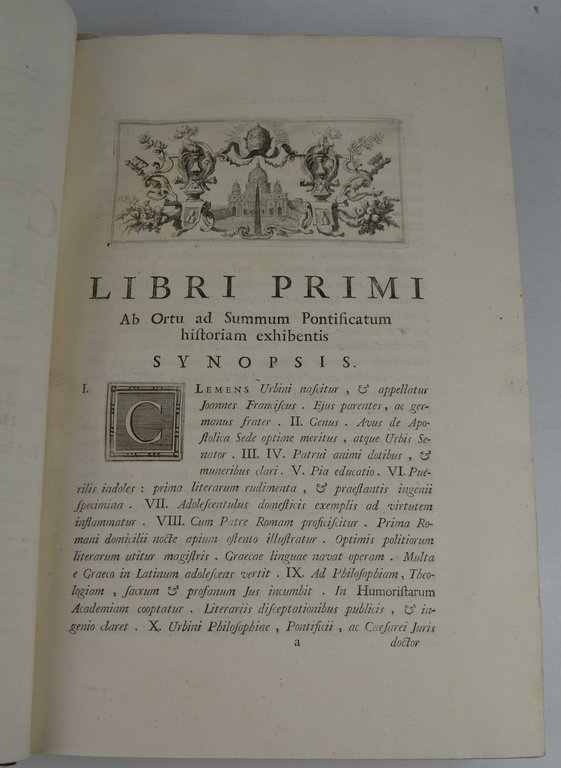 LIBRI PRIMI
Ab Ortu ad Summum Pontificatum
hiſtoriam exhibentis
SYNOPSIS.
I. CLEMENS Urbini naſcitur, & appellatur
Joannes Franciſcus. Ejus parentes, ac ger-
manus frater. II. Genus. Avus de Apo-
ſtolica Sede optime meritus, atque Urbis Se-
nator. III. IV. Patrui animi dotibus, &
muneribus clari. V. Pia educatio. VI. Pue-
rilis indoles: prima literarum rudimenta, & praeſtantis ingenii
ſpecimina. VII. Adoleſcentulus domeſticis exemplis ad virtutem
inflammatur. VIII. Cum Patre Romam proficiſcitur. Prima Ro-
mani domicilii nocte apium oſtento illuſtratur. Optimis politiorum
literarum utitur magiſtris. Graecae linguae navat operam. Multa
e Graeco in Latinum adoleſcens vertit. IX. Ad Philoſophiam, Theo-
logiam, ſacrum & profanum Jus incumbit. In Humoriſtarum
Academiam cooptatur. Literariis diſceptationibus publicis, & in-
genio claret. X. Urbini Philoſophiae, Pontificii, ac Caeſarei Juris
a doctor